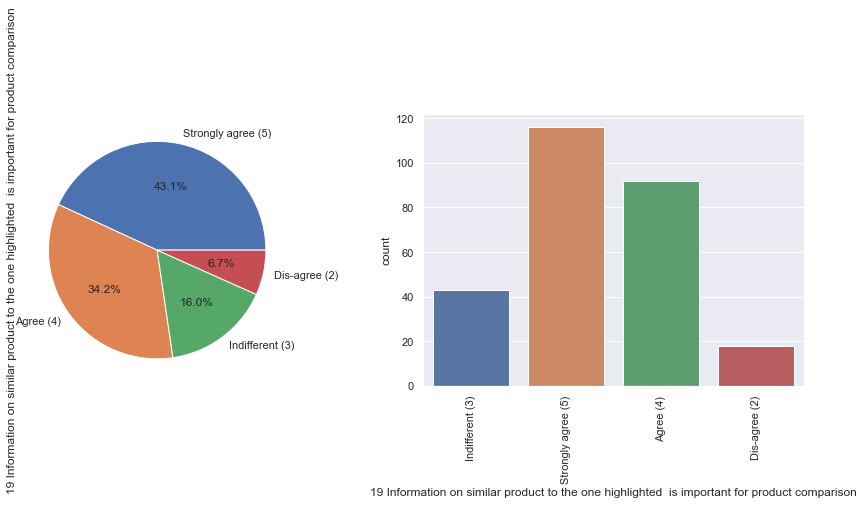 19 Information on similar product to the one highlighted  is important for product comparison
Strongly agree (5)
43.1%
Dis-agree (2)
6.7%
34.2%
16.0%
Agree (4)
Indifferent (3)
120
100
80
60
40
20
0
count
Indifferent (3)
Strongly agree (5)
Agree (4)
Dis-agree (2)
19 Information on similar product to the one highlighted  is important for product comparison